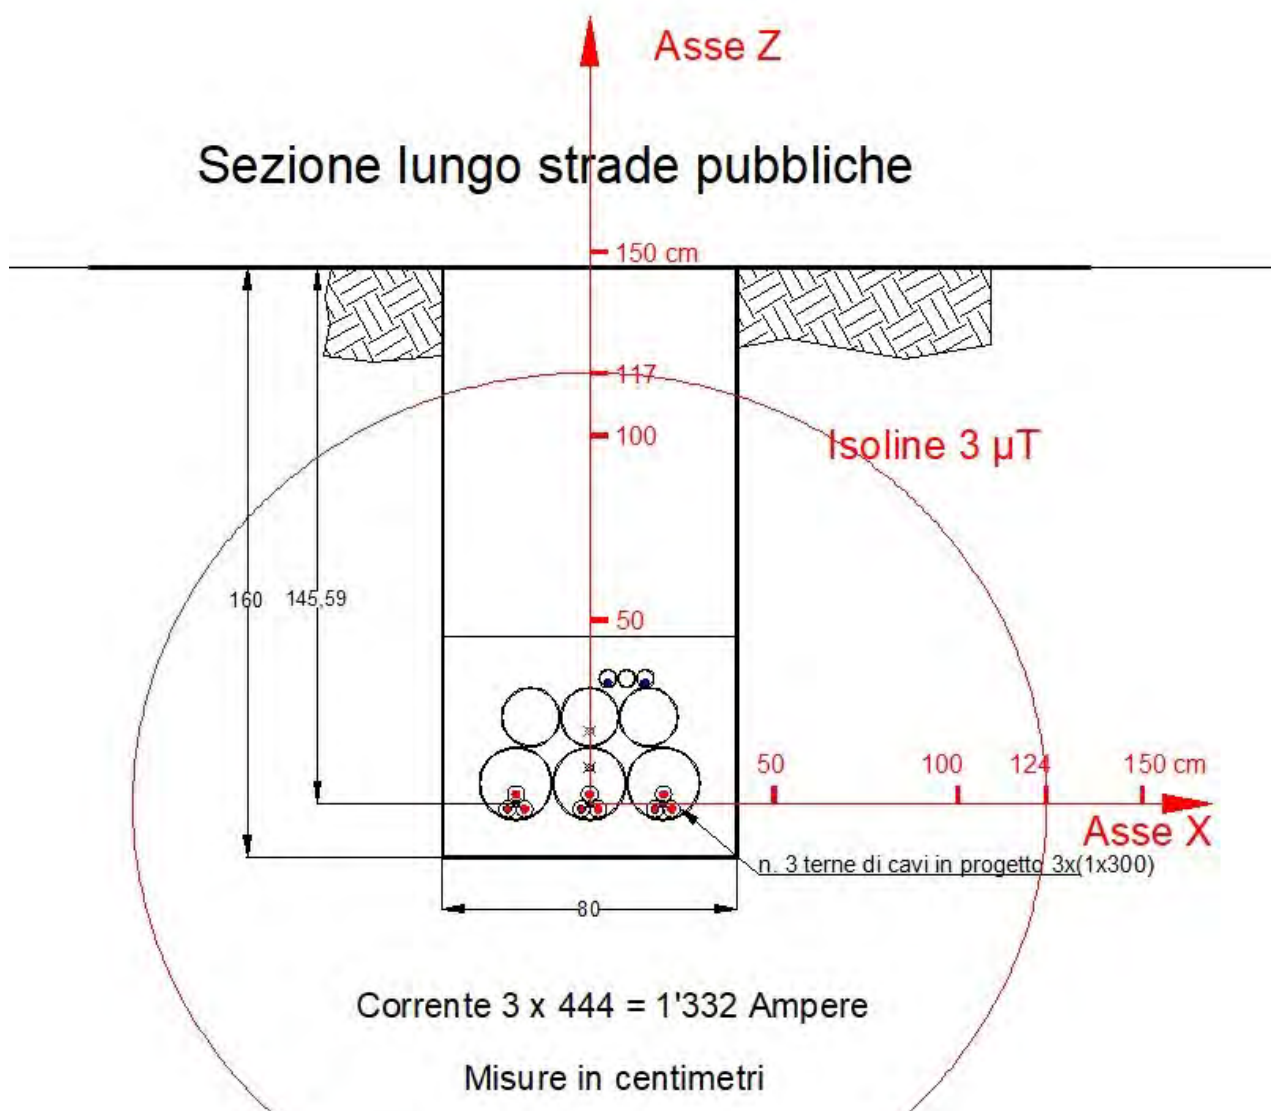 Asse Z
Sezione lungo strade pubbliche
150 cm
117
100
Isoline 3 µT
160
145,59
50
50
100
124
150 cm
Asse X
n. 3 terne di cavi in progetto 3x(1x300)
80
Corrente 3 x 444 = 1'332 Ampere
Misure in centimetri